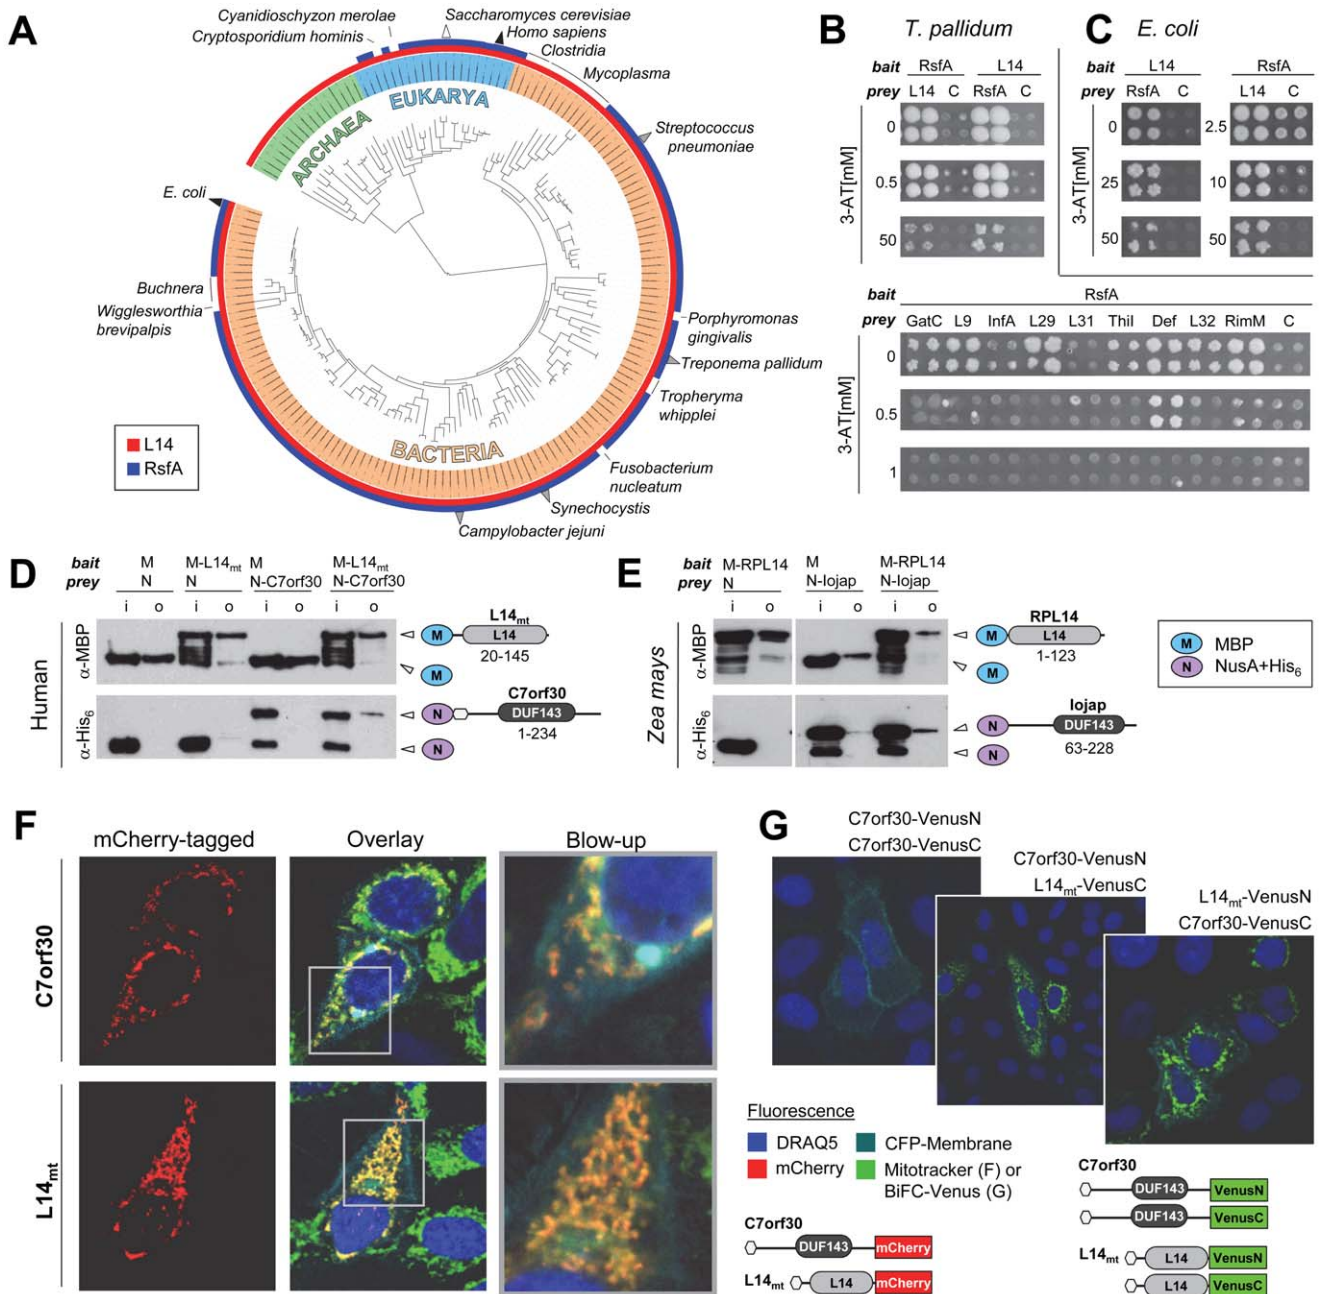 A
Cyanidioschyzon merolae
Cryptosporidium hominis
Saccharomyces cerevisiae
Homo sapiens
Clostridia
Mycoplasma
Streptococcus
pneumoniae
EUKARYA
ARCHAEA
E. coli
Buchnera
Wigglesworthia
brevipalpis
Porphyromonas
gingivalis
Treponema pallidum
Tropheryma
whipplei
BACTERIA
Fusobacterium
nucleatum
Synechocystis
Campylobacter jejuni
L14
RsfA
B T. pallidum
bait RsfA L14
prey L14 C RsfA C
3-AT[mM]
0
0.5
50
C E. coli
bait L14 RsfA
prey RsfA C L14 C
3-AT[mM]
0 2.5
25 10
50 50
bait RsfA
prey GatC L9 InfA L29 L31 ThiI Def L32 RimM C
3-AT[mM]
0
0.5
1
D
bait M M-L14mt M M-L14mt
prey N N N-C7orf30 N-C7orf30
i o i o i o i o
Human
α-MBP
α-His6
L14mt
M L14
20-145
M
C7orf30
N DUF143
1-234
N
E
bait M-RPL14 M M-RPL14
prey N N-Iojap N-Iojap
i o i o i o
Zea mays
α-MBP
α-His6
RPL14
M L14
1-123
M
Iojap
N DUF143
63-228
N
M MBP
N NusA+His6
F
mCherry-tagged Overlay Blow-up
C7orf30
L14mt
G
C7orf30-VenusN
C7orf30-VenusC
C7orf30-VenusN
L14mt-VenusC
L14mt-VenusN
C7orf30-VenusC
Fluorescence
DRAQ5 CFP-Membrane
mCherry Mitotracker (F) or
BiFC-Venus (G)
C7orf30
DUF143 mCherry
L14mt L14 mCherry
C7orf30
DUF143 VenusN
DUF143 VenusC
L14mt L14 VenusN
L14 VenusC